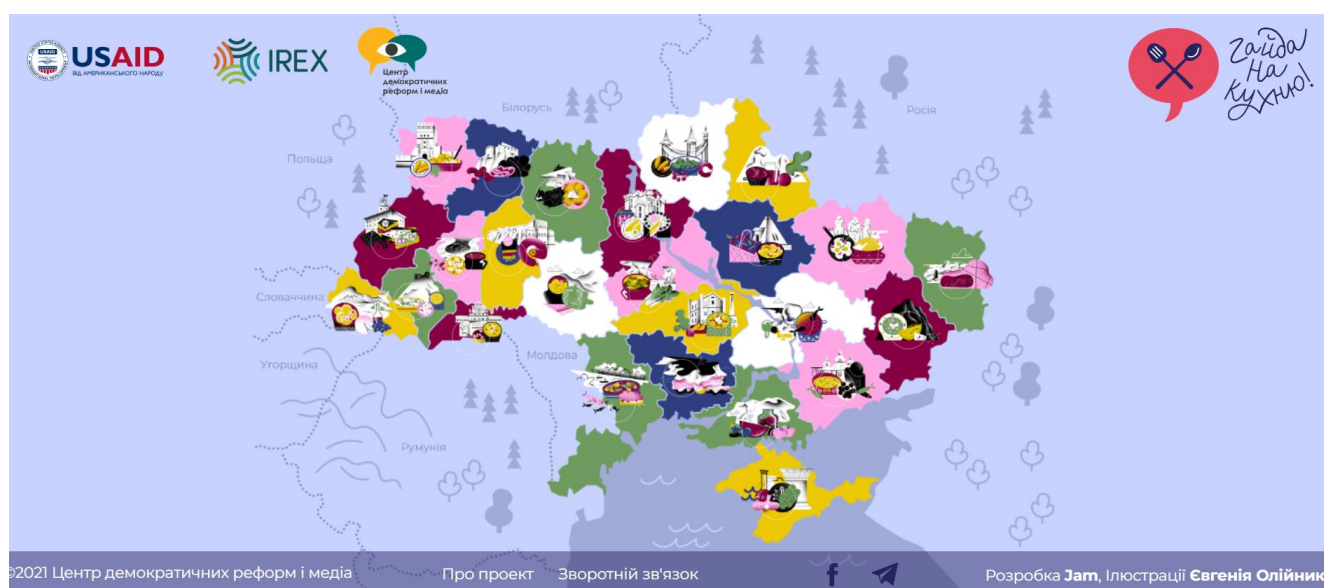 USAID
ВІД АМЕРИКАНСЬКОГО НАРОДУ
IREX
Центр
демократичних
реформ і медіа
Гайда
На
Кухню!
Білорусь
Росія
Польща
Словаччина
Угорщина
Молдова
Румунія
©2021 Центр демократичних реформ і медіа
Про проект
Зворотній зв'язок
f
Розробка Jam, Ілюстрації Євгенія Олійник